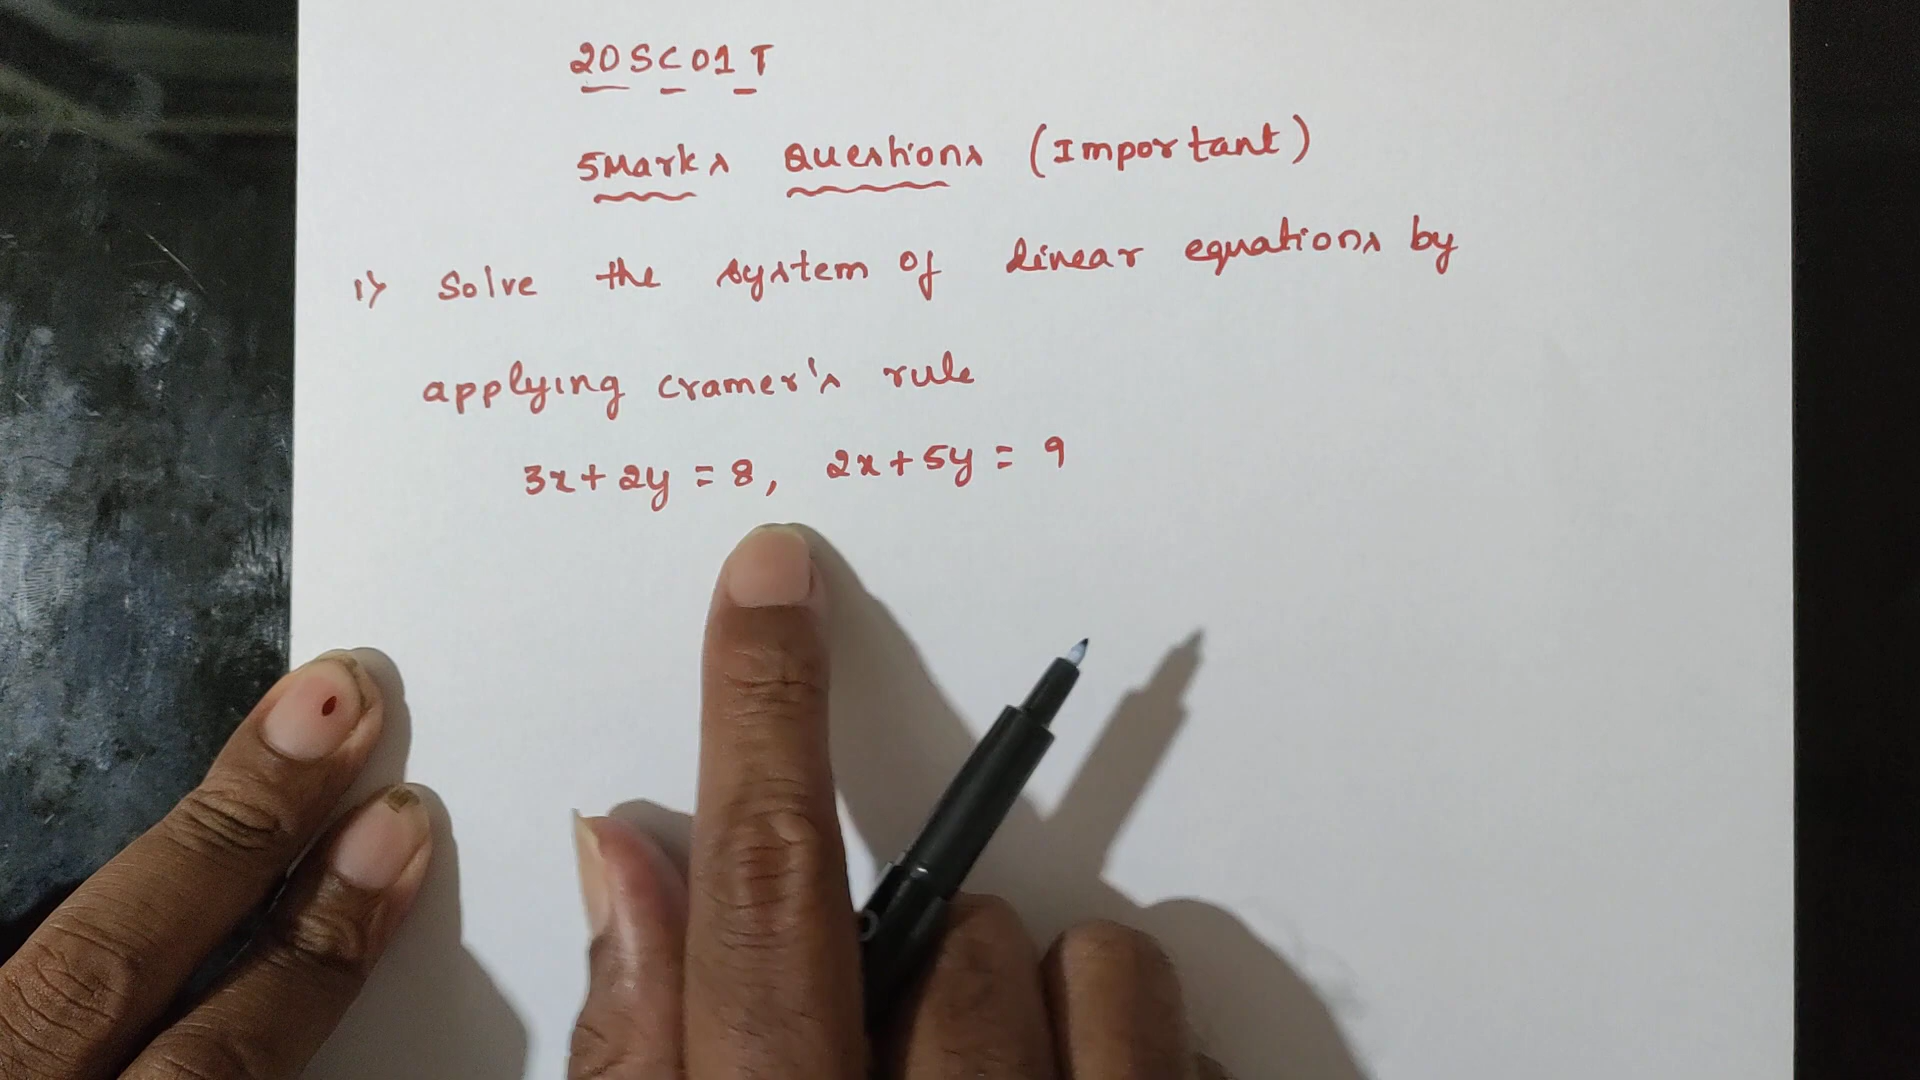 20SC01T
5Marks Questions (Important)
1) Solve the system of linear equations by
applying cramer's rule
3x+2y=8, 2x+5y=9